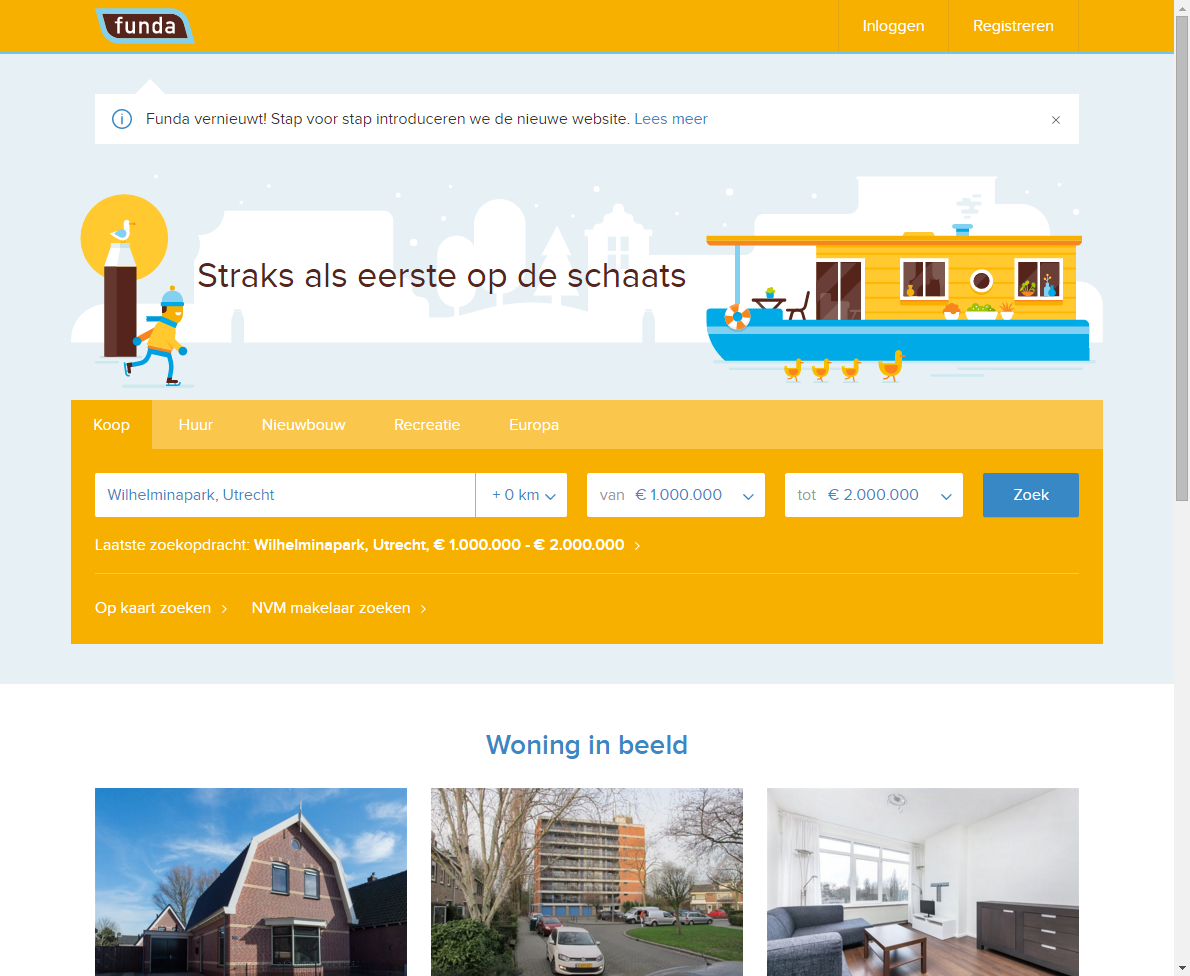 funda
Inloggen
Registreren
Funda vernieuwt! Stap voor stap introduceren we de nieuwe website. Lees meer
Straks als eerste op de schaats
Koop
Huur
Nieuwbouw
Recreatie
Europa
Wilhelminapark, Utrecht
+ 0 km
van € 1.000.000
tot € 2.000.000
Zoek
Laatste zoekopdracht: Wilhelminapark, Utrecht, € 1.000.000 - € 2.000.000
Op kaart zoeken
NVM makelaar zoeken
Woning in beeld